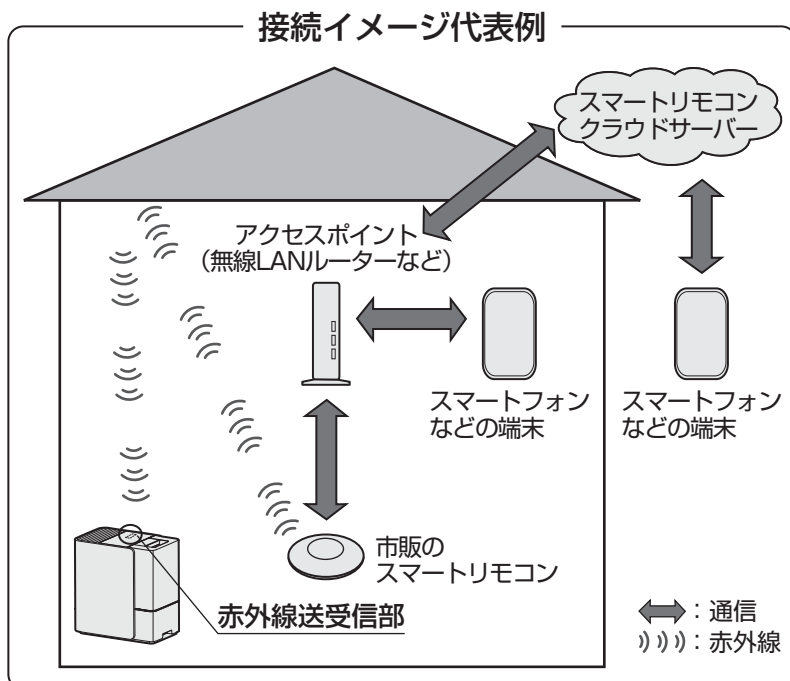 接続イメージ代表例
スマートリモコン
クラウドサーバー
アクセスポイント
（無線LANルーターなど）
スマートフォン
などの端末
スマートフォン
などの端末
市販の
スマートリモコン
赤外線送受信部
：通信
：赤外線